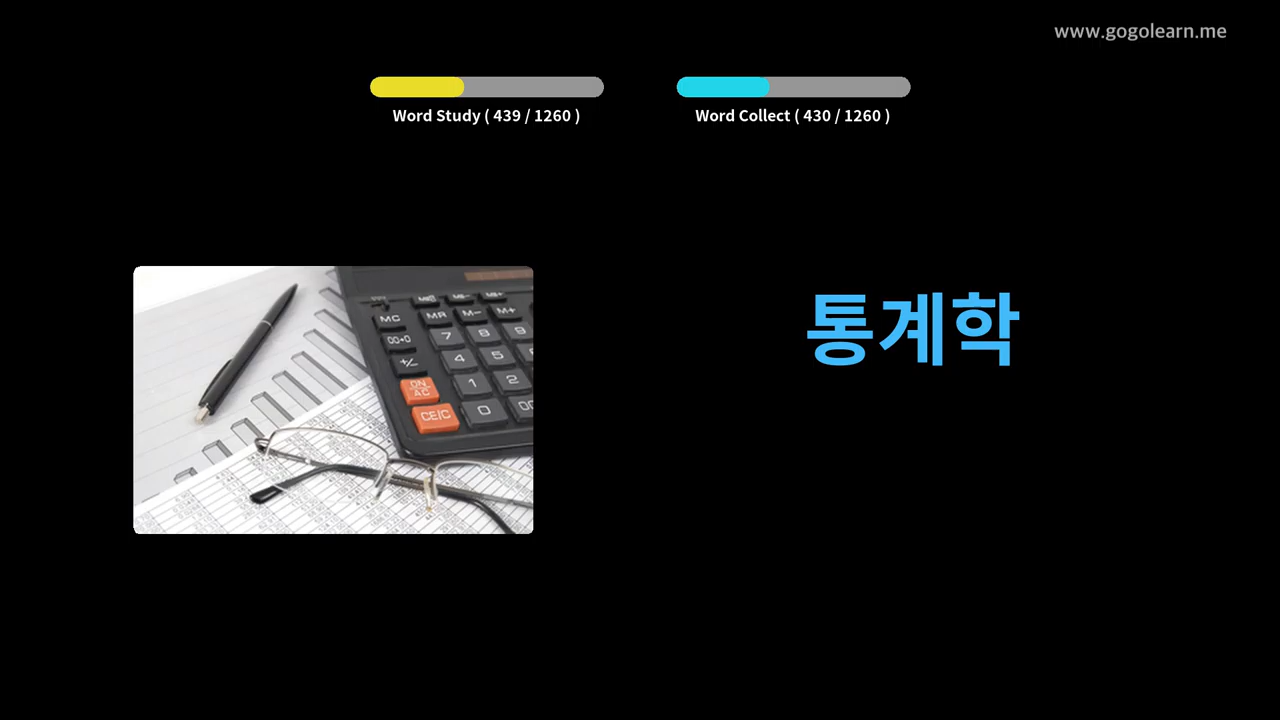 www.gogolearn.me
Word Study ( 439 / 1260 )
Word Collect ( 430 / 1260 )
통계학
MC
MR
M−
M+
00+0
7
8
9
+/−
4
5
ON
AC
1
2
CE/C
0